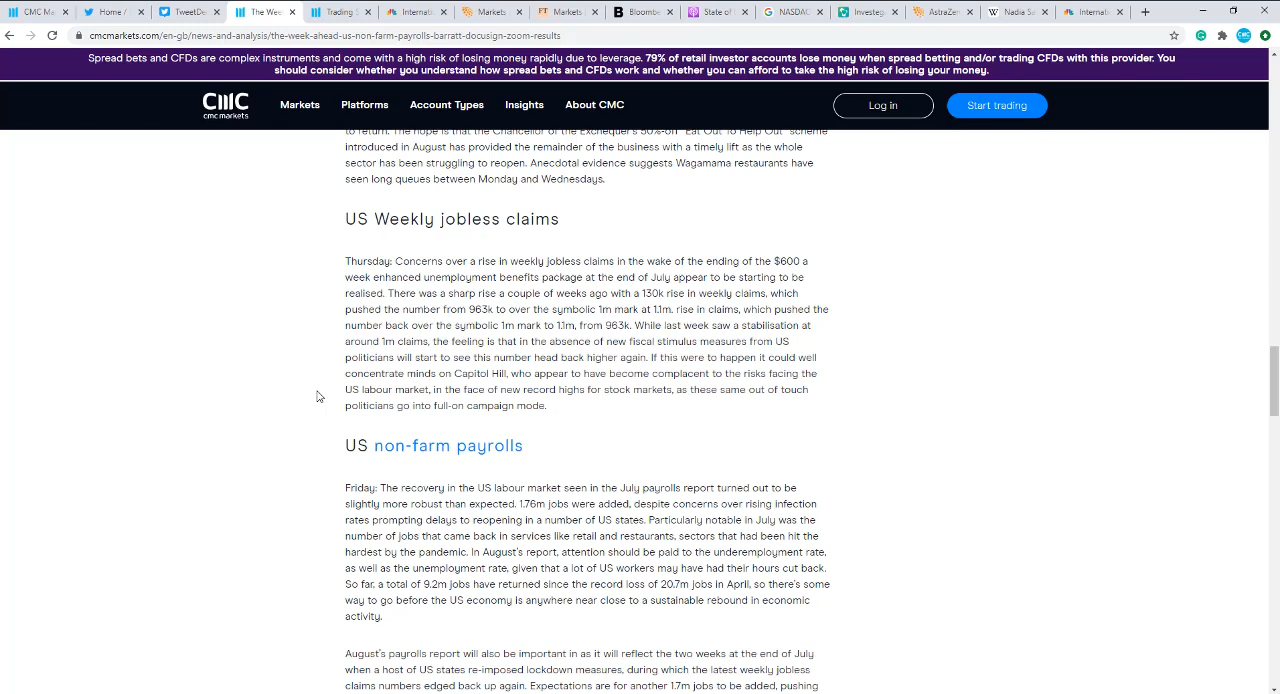 CMC Ma
Home /
TweetDe
The Wee
Trading S
Internati
Markets
Markets
Bloombe
State of
NASDAC
Investeg
AstraZen
Nadia Sa
Internati
cmcmarkets.com/en-gb/news-and-analysis/the-week-ahead-us-non-farm-payrolls-barratt-docusign-zoom-results
Spread bets and CFDs are complex instruments and come with a high risk of losing money rapidly due to leverage. 79% of retail investor accounts lose money when spread betting and/or trading CFDs with this provider. You
should consider whether you understand how spread bets and CFDs work and whether you can afford to take the high risk of losing your money.
CMC
cmc markets
Markets
Platforms
Account Types
Insights
About CMC
Log in
Start trading
to return. The hope is that the Chancellor of the Exchequer's 50%-off "Eat Out To Help Out" scheme
introduced in August has provided the remainder of the business with a timely lift as the whole
sector has been struggling to reopen. Anecdotal evidence suggests Wagamama restaurants have
seen long queues between Monday and Wednesdays.
US Weekly jobless claims
Thursday: Concerns over a rise in weekly jobless claims in the wake of the ending of the $600 a
week enhanced unemployment benefits package at the end of July appear to be starting to be
realised. There was a sharp rise a couple of weeks ago with a 130k rise in weekly claims, which
pushed the number from 963k to over the symbolic 1m mark at 1.1m. rise in claims, which pushed the
number back over the symbolic 1m mark to 1.1m, from 963k. While last week saw a stabilisation at
around 1m claims, the feeling is that in the absence of new fiscal stimulus measures from US
politicians will start to see this number head back higher again. If this were to happen it could well
concentrate minds on Capitol Hill, who appear to have become complacent to the risks facing the
US labour market, in the face of new record highs for stock markets, as these same out of touch
politicians go into full-on campaign mode.
US non-farm payrolls
Friday: The recovery in the US labour market seen in the July payrolls report turned out to be
slightly more robust than expected. 1.76m jobs were added, despite concerns over rising infection
rates prompting delays to reopening in a number of US states. Particularly notable in July was the
number of jobs that came back in services like retail and restaurants, sectors that had been hit the
hardest by the pandemic. In August's report, attention should be paid to the underemployment rate,
as well as the unemployment rate, given that a lot of US workers may have had their hours cut back.
So far, a total of 9.2m jobs have returned since the record loss of 20.7m jobs in April, so there's some
way to go before the US economy is anywhere near close to a sustainable rebound in economic
activity.
August's payrolls report will also be important in as it will reflect the two weeks at the end of July
when a host of US states re-imposed lockdown measures, during which the latest weekly jobless
claims numbers edged back up again. Expectations are for another 1.7m jobs to be added, pushing